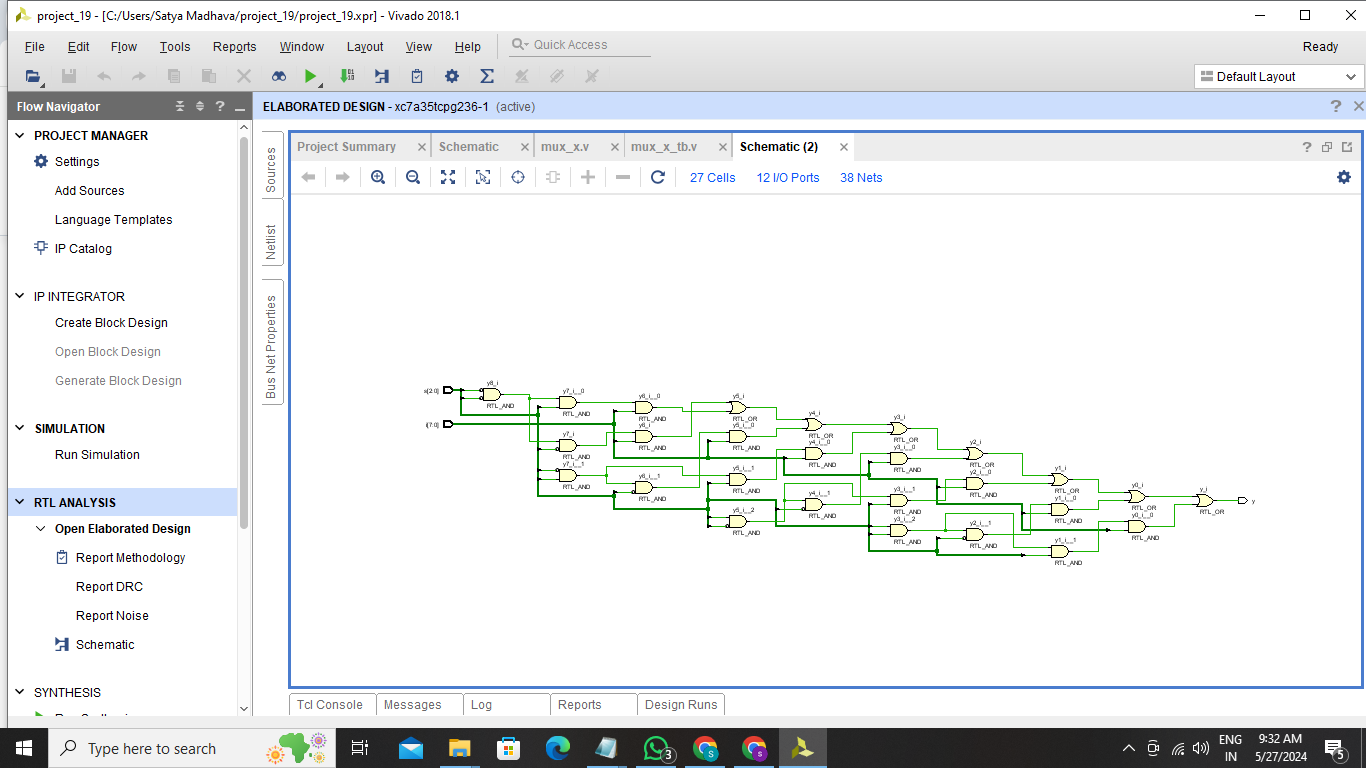 project_19 - [C:/Users/Satya Madhava/project_19/project_19.xpr] - Vivado 2018.1
File Edit Flow Tools Reports Window Layout View Help Quick Access Ready
Default Layout
Flow Navigator
ELABORATED DESIGN - xc7a35tcpg236-1 (active)
PROJECT MANAGER
Settings
Add Sources
Language Templates
IP Catalog
IP INTEGRATOR
Create Block Design
Open Block Design
Generate Block Design
SIMULATION
Run Simulation
RTL ANALYSIS
Open Elaborated Design
Report Methodology
Report DRC
Report Noise
Schematic
SYNTHESIS
Sources
Netlist
Bus Net Properties
Project Summary Schematic mux_x.v mux_x_tb.v Schematic (2)
27 Cells 12 I/O Ports 38 Nets
s[2:0]
i[7:0]
y8_i
RTL_AND
y7_i__0
RTL_AND
y7_i
RTL_AND
y7_i__1
RTL_AND
y6_i__0
RTL_AND
y6_i
RTL_AND
y6_i__1
RTL_AND
y5_i
RTL_OR
y5_i__0
RTL_AND
y5_i__1
RTL_AND
y5_i__2
RTL_AND
y4_i
RTL_OR
y4_i__0
RTL_AND
y4_i__1
RTL_AND
y3_i
RTL_OR
y3_i__0
RTL_AND
y3_i__1
RTL_AND
y3_i__2
RTL_AND
y2_i
RTL_OR
y2_i__0
RTL_AND
y2_i__1
RTL_AND
y1_i
RTL_OR
y1_i__0
RTL_AND
y1_i__1
RTL_AND
y0_i
RTL_OR
y0_i__0
RTL_AND
y_i
RTL_OR
y
Tcl Console Messages Log Reports Design Runs
Type here to search
3
ENG
IN
9:32 AM
5/27/2024
5